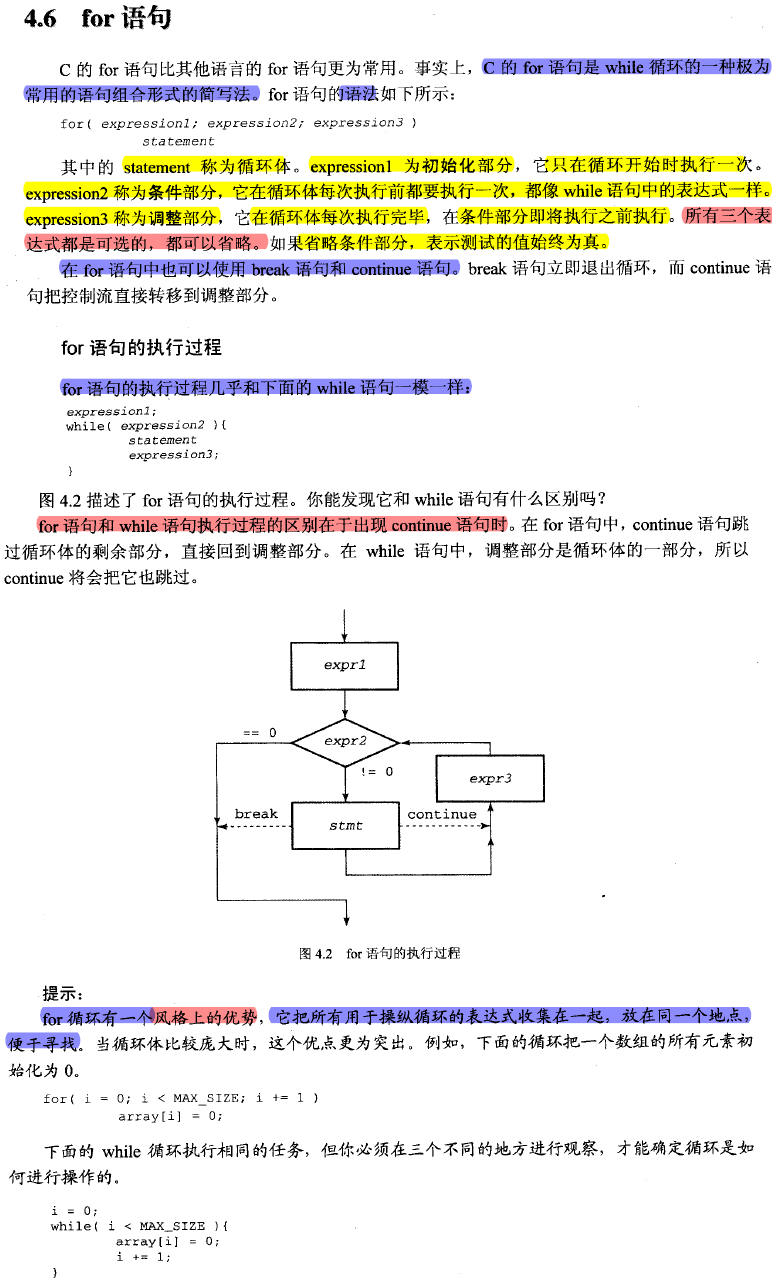 4.6 for 语句
C 的 for 语句比其他语言的 for 语句更为常用。事实上，C 的 for 语句是 while 循环的一种极为
常用的语句组合形式的简写法。for 语句的语法如下所示：
for( expression1; expression2; expression3 )
statement
其中的 statement 称为循环体。expression1 为初始化部分，它只在循环开始时执行一次。
expression2 称为条件部分，它在循环体每次执行前都要执行一次，都像 while 语句中的表达式一样。
expression3 称为调整部分，它在循环体每次执行完毕，在条件部分即将执行之前执行。所有三个表
达式都是可选的，都可以省略。如果省略条件部分，表示测试的值始终为真。
在 for 语句中也可以使用 break 语句和 continue 语句。break 语句立即退出循环，而 continue 语
句把控制流直接转移到调整部分。
for 语句的执行过程
for 语句的执行过程几乎和下面的 while 语句一模一样：
expression1;
while( expression2 ){
statement
expression3;
}
图 4.2 描述了 for 语句的执行过程。你能发现它和 while 语句有什么区别吗？
for 语句和 while 语句执行过程的区别在于出现 continue 语句时。在 for 语句中，continue 语句跳
过循环体的剩余部分，直接回到调整部分。在 while 语句中，调整部分是循环体的一部分，所以
continue 将会把它也跳过。
expr1
== 0
expr2
!= 0
expr3
break
stmt
continue
图 4.2 for 语句的执行过程
提示：
for 循环有一个风格上的优势，它把所有用于操纵循环的表达式收集在一起，放在同一个地点，
便于寻找。当循环体比较庞大时，这个优点更为突出。例如，下面的循环把一个数组的所有元素初
始化为 0。
for( i = 0; i < MAX_SIZE; i += 1 )
array[i] = 0;
下面的 while 循环执行相同的任务，但你必须在三个不同的地方进行观察，才能确定循环是如
何进行操作的。
i = 0;
while( i < MAX_SIZE ){
array[i] = 0;
i += 1;
}